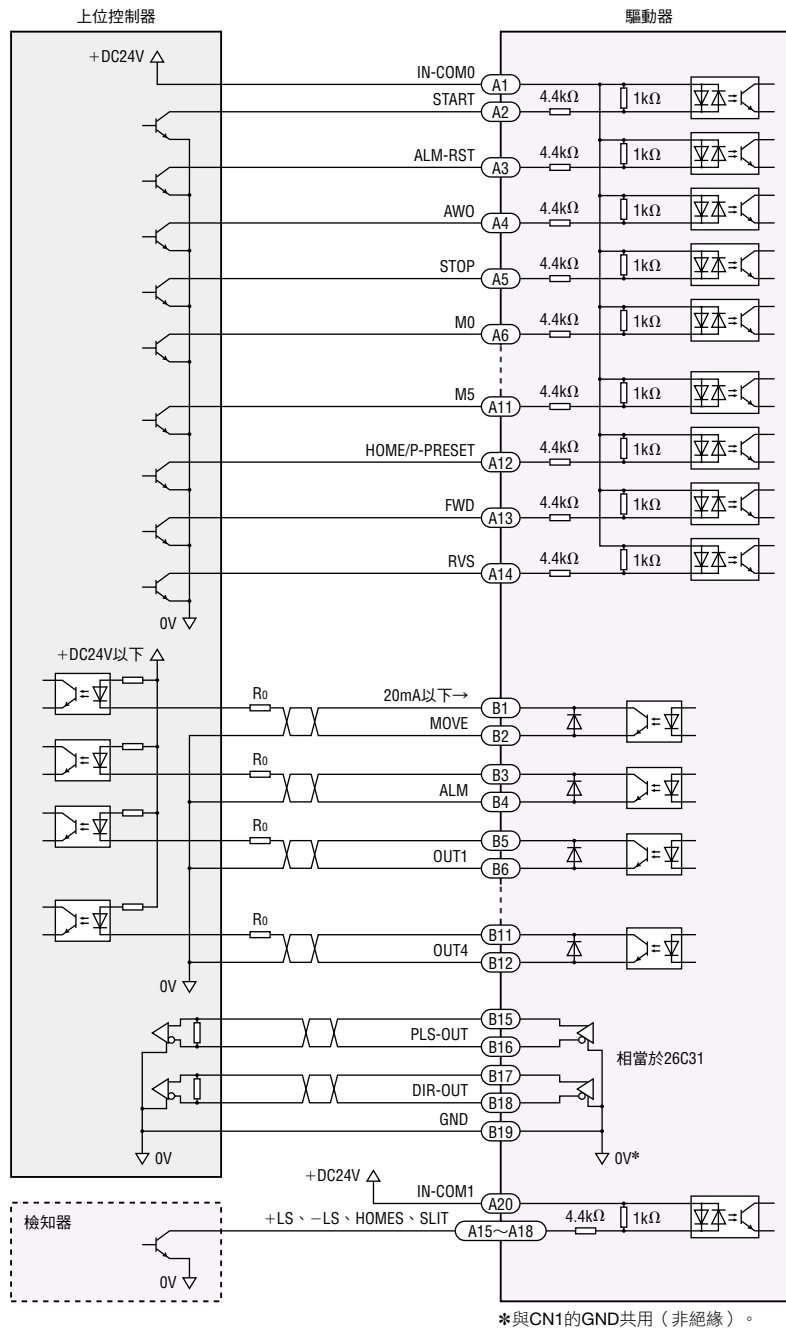 上位控制器
驅動器
+DC24V
IN-COM0 A1
START A2 4.4kΩ 1kΩ
ALM-RST A3 4.4kΩ 1kΩ
AWO A4 4.4kΩ 1kΩ
STOP A5 4.4kΩ 1kΩ
M0 A6 4.4kΩ 1kΩ
M5 A11 4.4kΩ 1kΩ
HOME/P-PRESET A12 4.4kΩ 1kΩ
FWD A13 4.4kΩ 1kΩ
RVS A14 4.4kΩ 1kΩ
0V
+DC24V以下
R0 20mA以下→ B1
MOVE B2
R0 B3
ALM B4
R0 B5
OUT1 B6
R0 B11
OUT4 B12
0V
B15
PLS-OUT B16
相當於26C31
B17
DIR-OUT B18
GND B19
0V 0V*
+DC24V
IN-COM1 A20
檢知器
+LS、−LS、HOMES、SLIT A15~A18 4.4kΩ 1kΩ
0V
*與CN1的GND共用（非絕緣）。